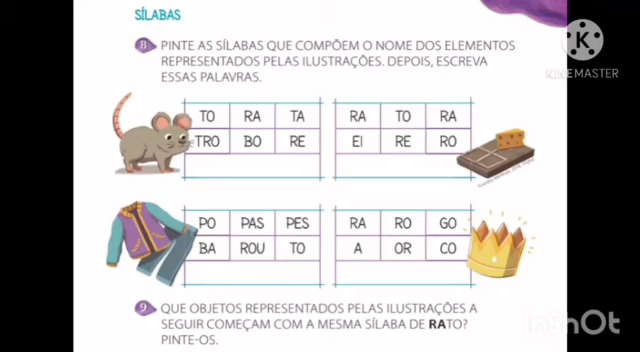 SÍLABAS
8 PINTE AS SÍLABAS QUE COMPÕEM O NOME DOS ELEMENTOS
REPRESENTADOS PELAS ILUSTRAÇÕES. DEPOIS, ESCREVA
ESSAS PALAVRAS.
KINEMASTER
TO RA TA
TRO BO RE
RA TO RA
EI RE RO
PO PAS PES
BA ROU TO
RA RO GO
A OR CO
9 QUE OBJETOS REPRESENTADOS PELAS ILUSTRAÇÕES A
SEGUIR COMEÇAM COM A MESMA SÍLABA DE RATO?
PINTE-OS.
InShOt